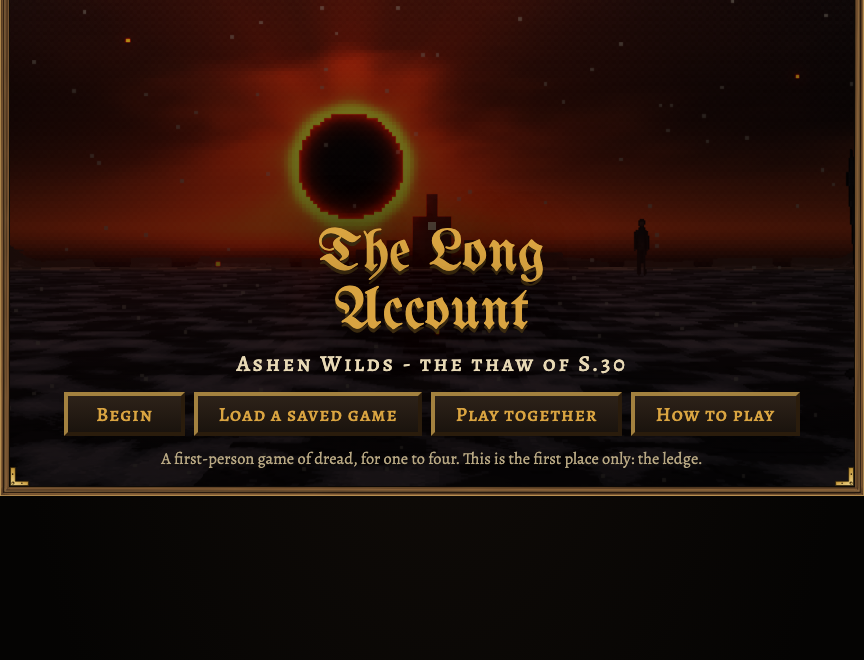 The Long
Account
Ashen Wilds - the thaw of S.30
Begin
Load a saved game
Play together
How to play
A first-person game of dread, for one to four. This is the first place only: the ledge.